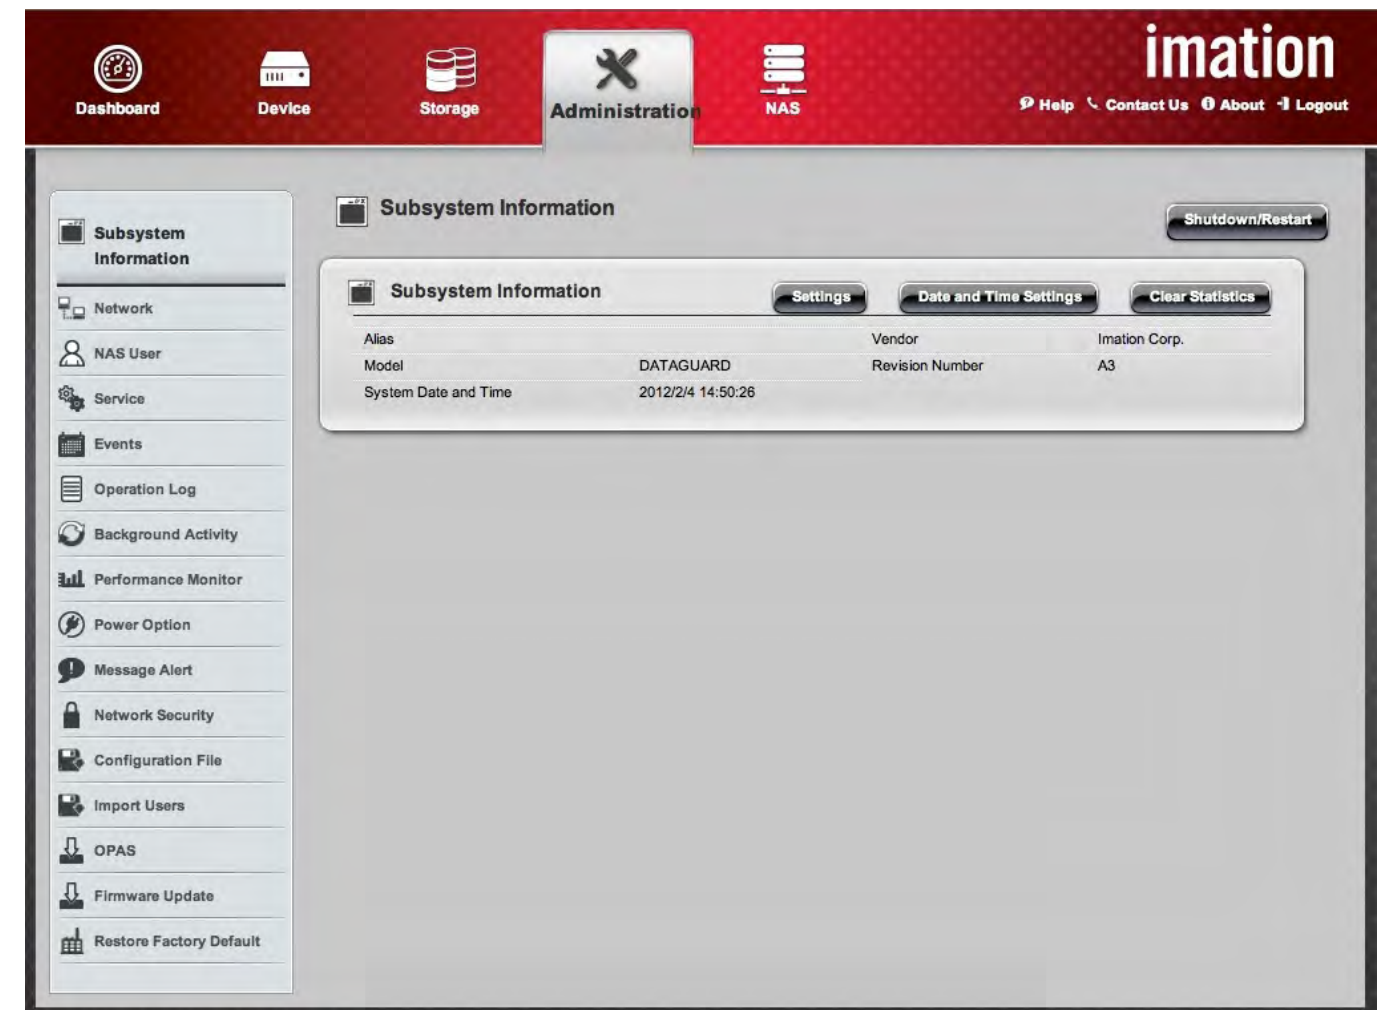 imation
Dashboard
Device
Storage
Administration
NAS
Help Contact Us About Logout
Subsystem
Information
Network
NAS User
Service
Events
Operation Log
Background Activity
Performance Monitor
Power Option
Message Alert
Network Security
Configuration File
Import Users
OPAS
Firmware Update
Restore Factory Default
Subsystem Information
Shutdown/Restart
Subsystem Information Settings Date and Time Settings Clear Statistics
Alias Vendor Imation Corp.
Model DATAGUARD Revision Number A3
System Date and Time 2012/2/4 14:50:26